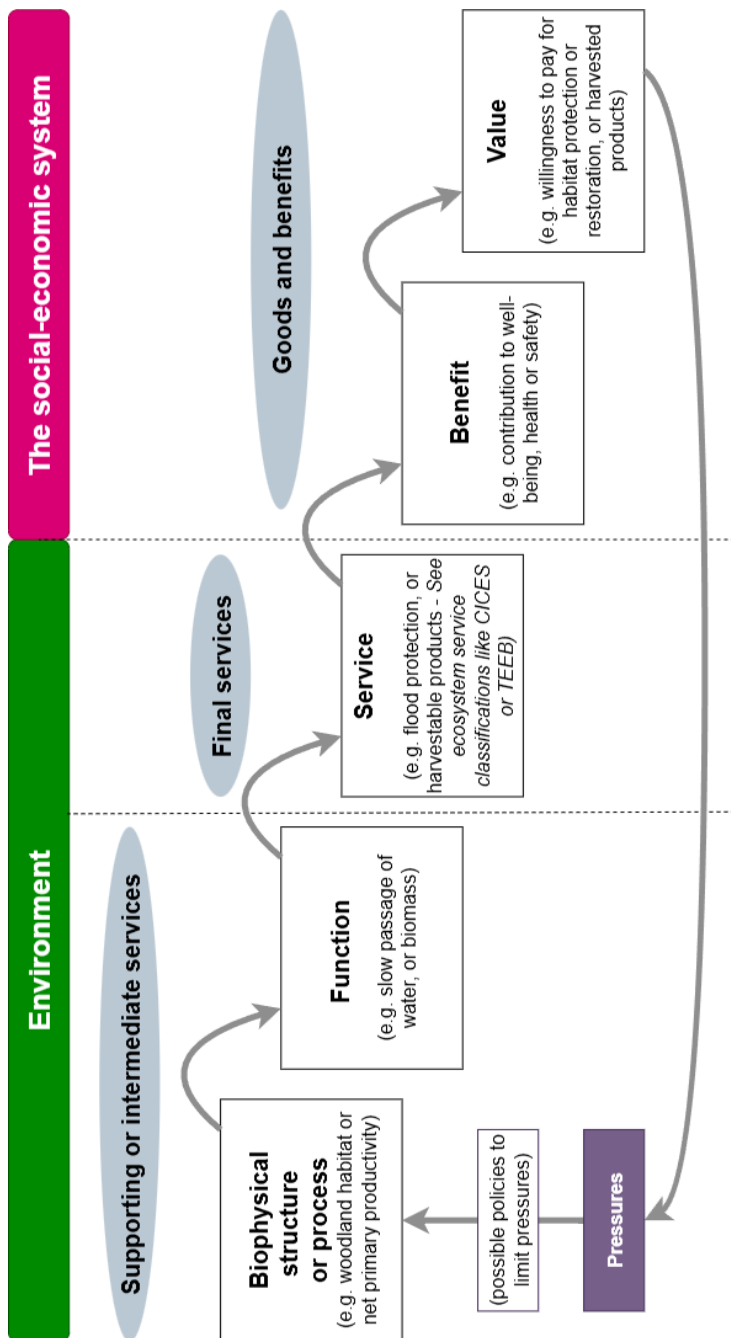 Environment
The social-economic system
Supporting or intermediate services
Final services
Goods and benefits
Biophysical
structure
or process
(e.g. woodland habitat or
net primary productivity)
Function
(e.g. slow passage of
water, or biomass)
Service
(e.g. flood protection, or
harvestable products - See
ecosystem service
classifications like CICES
or TEEB)
Benefit
(e.g. contribution to well-
being, health or safety)
Value
(e.g. willingness to pay for
habitat protection or
restoration, or harvested
products)
(possible policies to
limit pressures)
Pressures